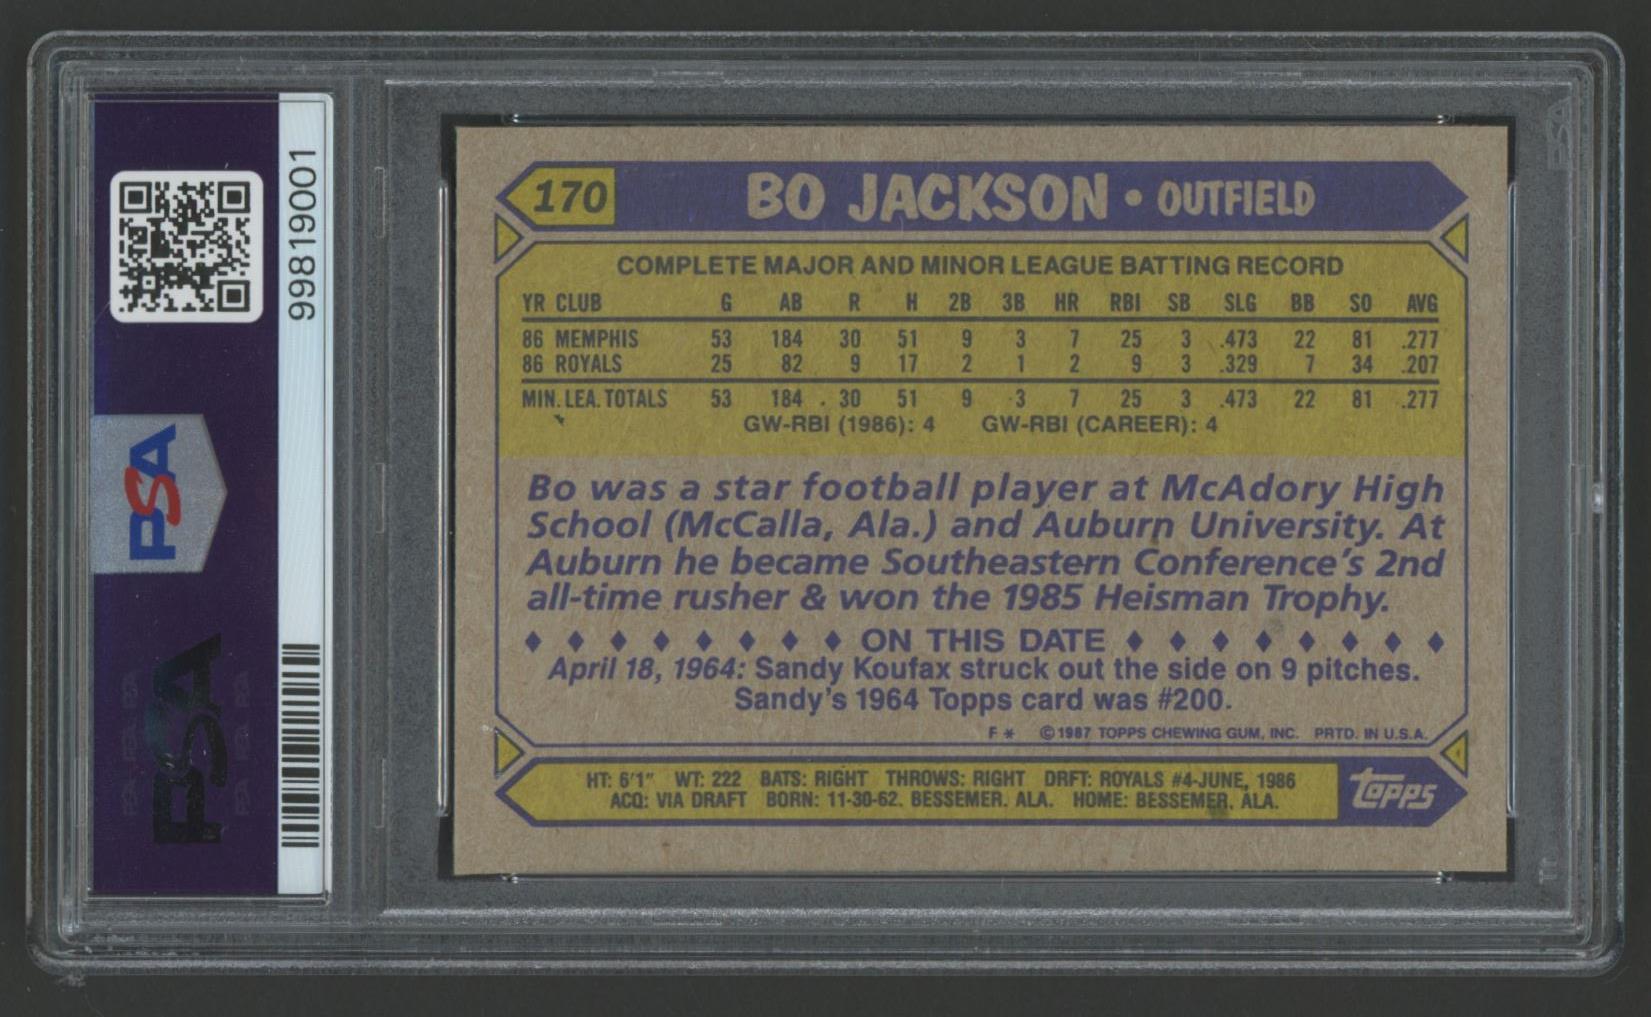 99819001
PSA
PSA
170 BO JACKSON • OUTFIELD
COMPLETE MAJOR AND MINOR LEAGUE BATTING RECORD
YR CLUB G AB R H 2B 3B HR RBI SB SLG BB SO AVG
86 MEMPHIS 53 184 30 51 9 3 7 25 3 .473 22 81 .277
86 ROYALS 25 82 9 17 2 1 2 9 3 .329 7 34 .207
MIN. LEA. TOTALS 53 184 30 51 9 3 7 25 3 .473 22 81 .277
GW-RBI (1986): 4 GW-RBI (CAREER): 4
Bo was a star football player at McAdory High
School (McCalla, Ala.) and Auburn University. At
Auburn he became Southeastern Conference's 2nd
all-time rusher & won the 1985 Heisman Trophy.
♦ ♦ ♦ ♦ ♦ ♦ ♦ ♦ ON THIS DATE ♦ ♦ ♦ ♦ ♦ ♦ ♦ ♦
April 18, 1964: Sandy Koufax struck out the side on 9 pitches.
Sandy's 1964 Topps card was #200.
F * ©1987 TOPPS CHEWING GUM, INC. PRTD. IN U.S.A.
HT: 6'1" WT: 222 BATS: RIGHT THROWS: RIGHT DRFT: ROYALS #4-JUNE, 1986
ACQ: VIA DRAFT BORN: 11-30-62, BESSEMER, ALA. HOME: BESSEMER, ALA.
topps
PSA